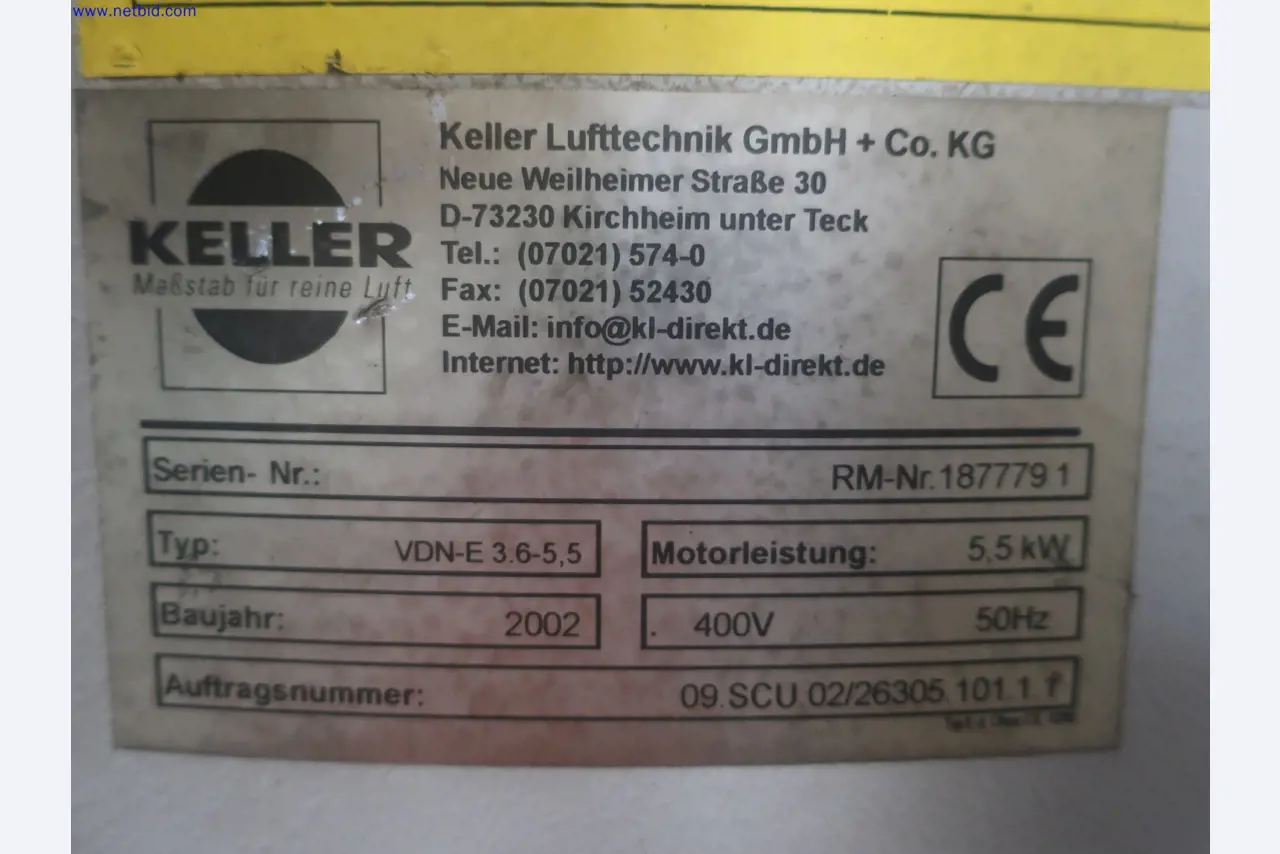 www.netbid.com
Keller Lufttechnik GmbH + Co. KG
Neue Weilheimer Straße 30
D-73230 Kirchheim unter Teck
Tel.: (07021) 574-0
Fax: (07021) 52430
E-Mail: info@kl-direkt.de
Internet: http://www.kl-direkt.de
KELLER
Maßstab für reine Luft
CE
Serien- Nr.: RM-Nr.187779 1
Typ: VDN-E 3.6-5,5
Motorleistung: 5,5 kW
Baujahr: 2002
. 400V 50Hz
Auftragsnummer: 09.SCU.02/26305.101.1 f